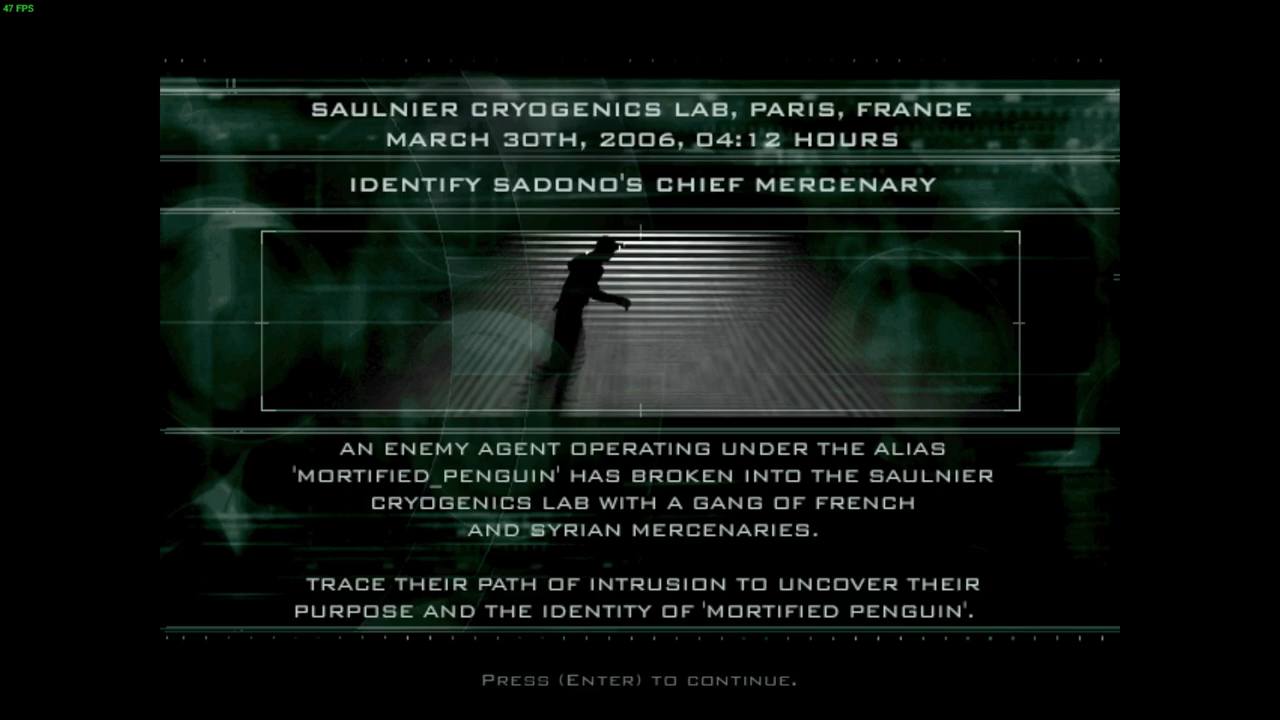 47 FPS
SAULNIER CRYOGENICS LAB, PARIS, FRANCE
MARCH 30TH, 2006, 04:12 HOURS
IDENTIFY SADONO'S CHIEF MERCENARY
AN ENEMY AGENT OPERATING UNDER THE ALIAS
'MORTIFIED_PENGUIN' HAS BROKEN INTO THE SAULNIER
CRYOGENICS LAB WITH A GANG OF FRENCH
AND SYRIAN MERCENARIES.
TRACE THEIR PATH OF INTRUSION TO UNCOVER THEIR
PURPOSE AND THE IDENTITY OF 'MORTIFIED PENGUIN'.
PRESS (ENTER) TO CONTINUE.